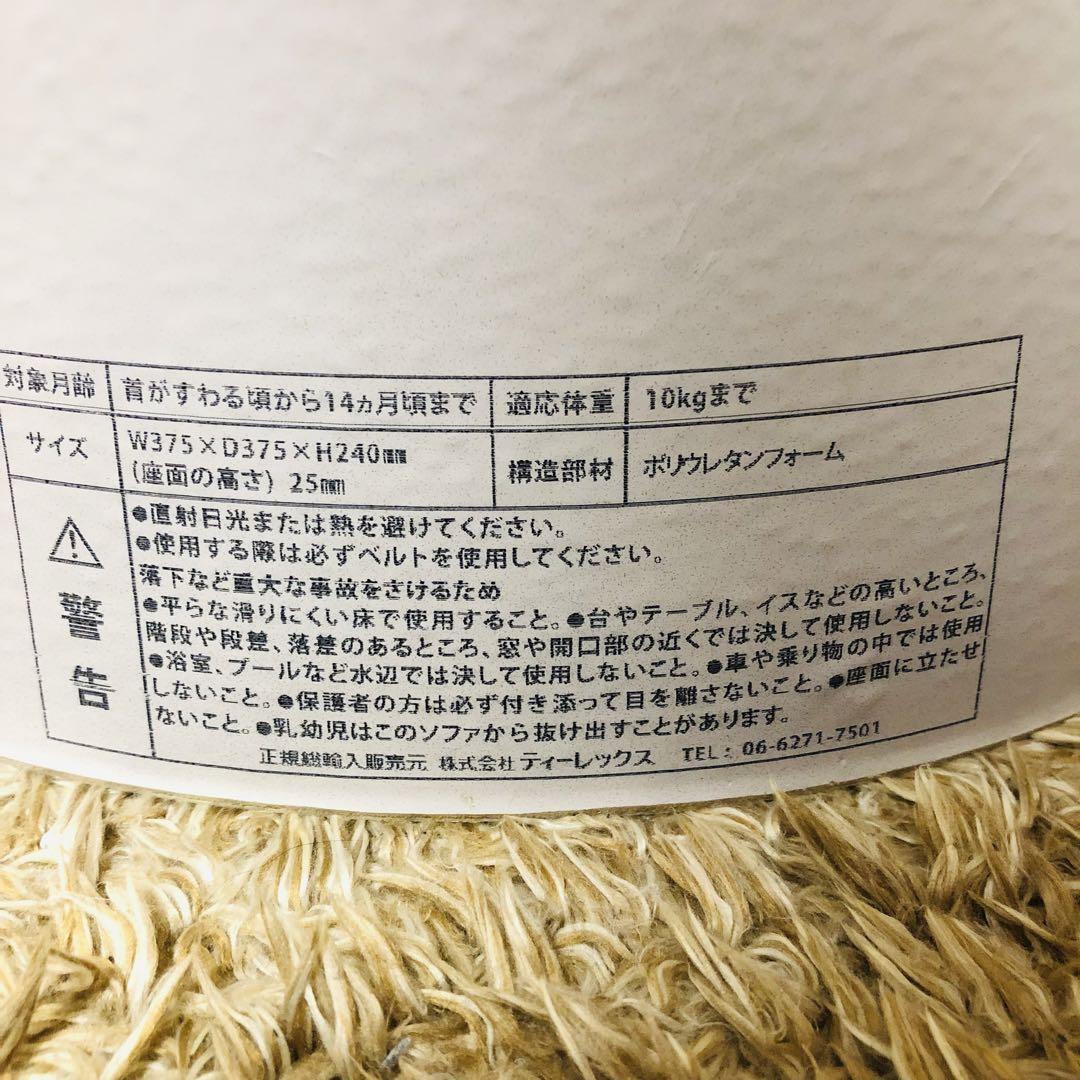 対象月齢 首がすわる頃から14ヵ月頃まで 適応体重 10kgまで
サイズ W375×D375×H240㎜ 構造部材 ポリウレタンフォーム
(座面の高さ) 25㎜
警告
●直射日光または熱を避けてください。
●使用する際は必ずベルトを使用してください。
落下など重大な事故をさけるため
●平らな滑りにくい床で使用すること。●台やテーブル、イスなどの高いところ、
階段や段差、落差のあるところ、窓や開口部の近くでは決して使用しないこと。
●浴室、プールなど水辺では決して使用しないこと。●車や乗り物の中では使用
しないこと。●保護者の方は必ず付き添って目を離さないこと。●座面に立たせ
ないこと。●乳幼児はこのソファから抜け出すことがあります。
正規総輸入販売元 株式会社 ティーレックス TEL: 06-6271-7501